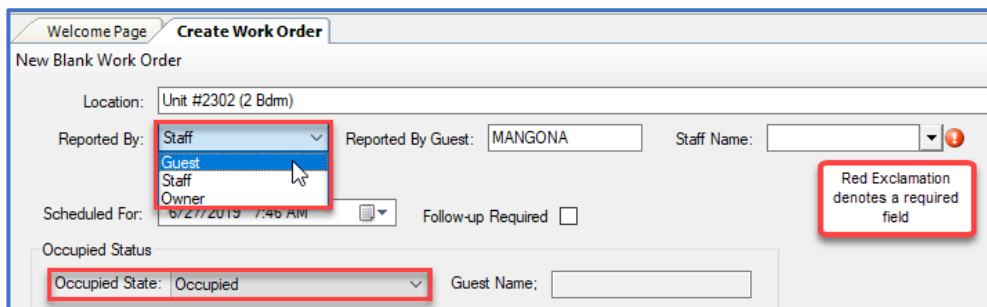 Welcome Page
Create Work Order
New Blank Work Order
Location: Unit #2302 (2 Bdrm)
Reported By: Staff Reported By Guest: MANGONA Staff Name:
Guest
Staff
Owner
Red Exclamation
denotes a required
field
Scheduled For: 6/27/2019 7:46 AM Follow-up Required
Occupied Status
Occupied State: Occupied Guest Name;